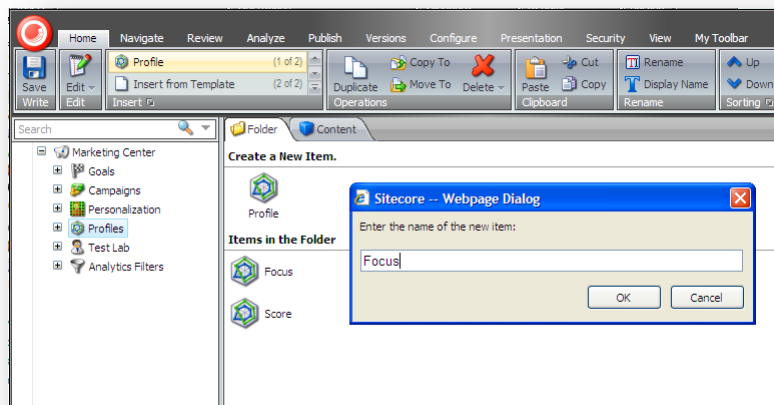 Home Navigate Review Analyze Publish Versions Configure Presentation Security View My Toolbar
Profile (1 of 2) Copy To Cut Rename Up
Insert from Template (2 of 2) Move To Copy Display Name Down
Save Edit Duplicate Delete Paste
Write Edit Insert Operations Clipboard Rename Sorting
Search Folder Content
Marketing Center Create a New Item.
Goals
Campaigns
Personalization Profile
Profiles Items in the Folder
Test Lab
Analytics Filters Focus
Score
Sitecore -- Webpage Dialog
Enter the name of the new item:
Focus
OK Cancel